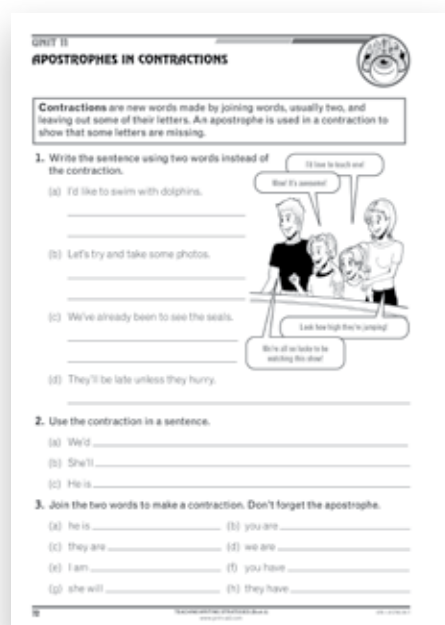 UNIT 11
APOSTROPHES IN CONTRACTIONS
Contractions are new words made by joining words, usually two, and
leaving out some of their letters. An apostrophe is used in a contraction to
show that some letters are missing.
1. Write the sentence using two words instead of
the contraction.
I'd love to touch one!
Wow! It's awesome!
(a) I'd like to swim with dolphins.
(b) Let's try and take some photos.
(c) We've already been to see the seals.
Look how high they're jumping!
We're all so lucky to be
watching this show!
(d) They'll be late unless they hurry.
2. Use the contraction in a sentence.
(a) We'd
(b) She'll
(c) He is
3. Join the two words to make a contraction. Don't forget the apostrophe.
(a) he is (b) you are
(c) they are (d) we are
(e) I am (f) you have
(g) she will (h) they have